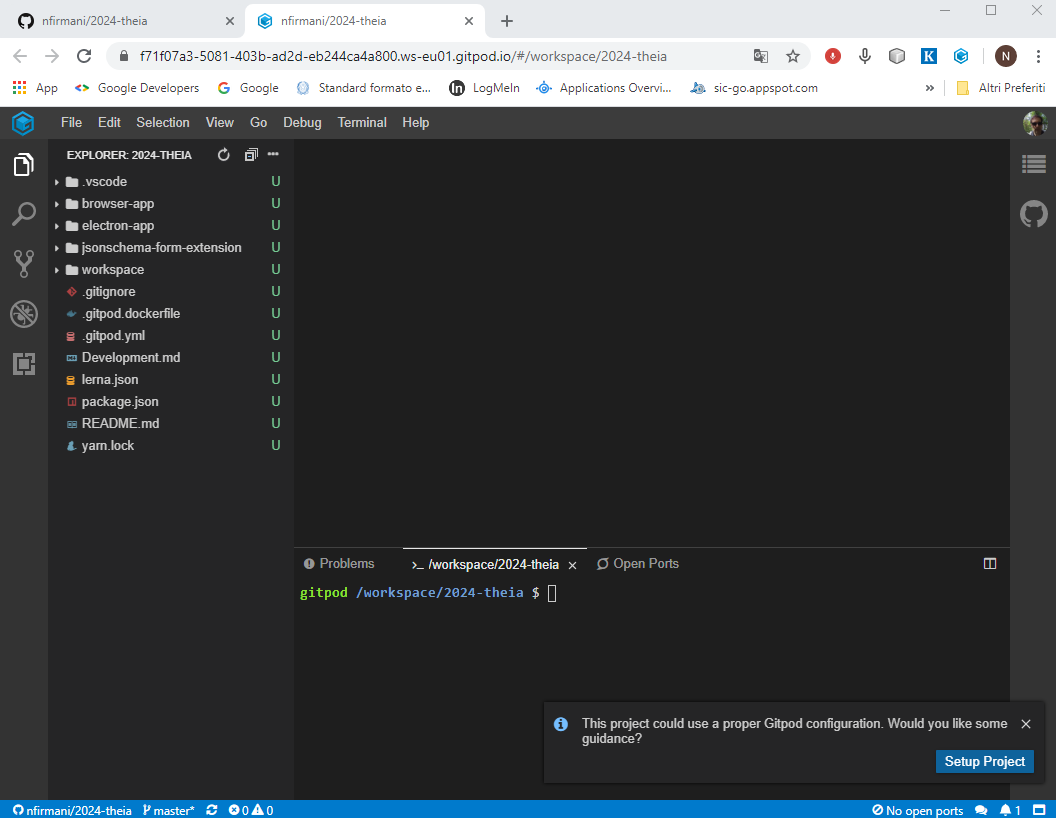 nfirmani/2024-theia
nfirmani/2024-theia
f71f07a3-5081-403b-ad2d-eb244ca4a800.ws-eu01.gitpod.io/#/workspace/2024-theia
K
N
App
Google Developers
Google
Standard formato e...
In
LogMeIn
Applications Overvi...
sic-go.appspot.com
»
Altri Preferiti
File Edit Selection View Go Debug Terminal Help
EXPLORER: 2024-THEIA
.vscode U
browser-app U
electron-app U
jsonschema-form-extension U
workspace U
.gitignore U
.gitpod.dockerfile U
.gitpod.yml U
Development.md U
lerna.json U
package.json U
README.md U
yarn.lock U
Problems
>_ /workspace/2024-theia
Open Ports
gitpod /workspace/2024-theia $
This project could use a proper Gitpod configuration. Would you like some
guidance?
Setup Project
nfirmani/2024-theia master* 0 0
No open ports 1